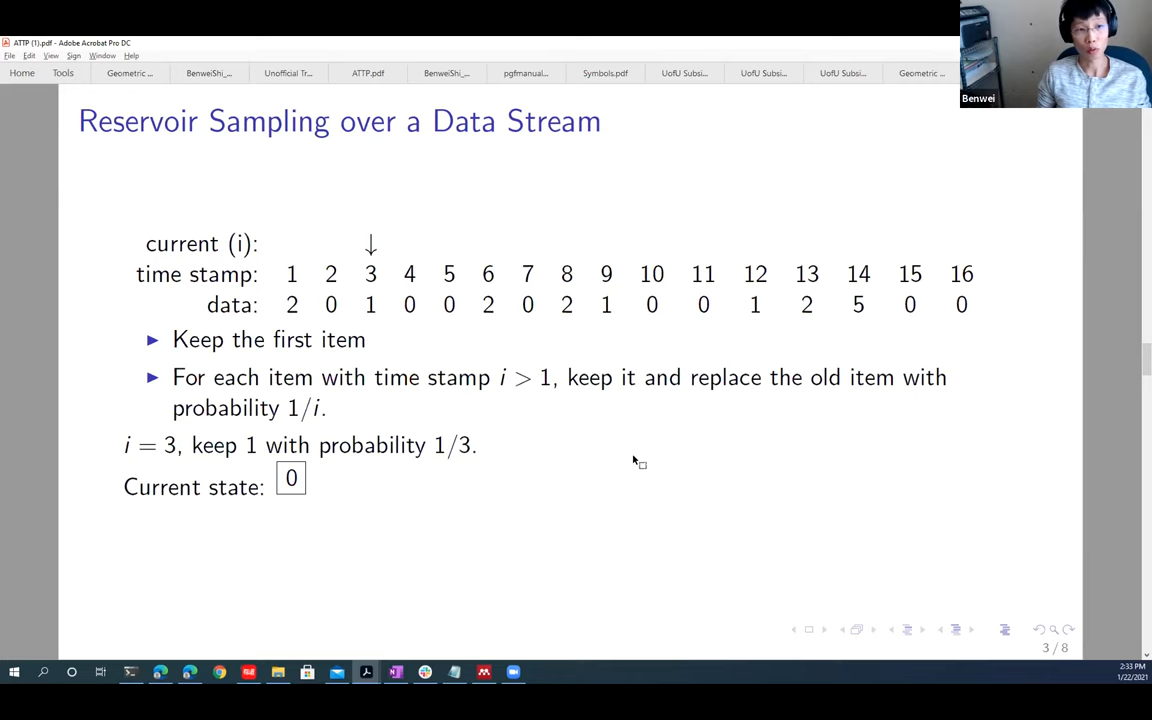 ATTP (1).pdf - Adobe Acrobat Pro DC
File Edit View Sign Window Help
Home Tools Geometric ... BenweiShi_... Unofficial Tr... ATTP.pdf BenweiShi_... pgfmanual... Symbols.pdf UofU Subsi... UofU Subsi... UofU Subsi... Geometric ...
Benwei
Reservoir Sampling over a Data Stream
current (i): ↓
time stamp: 1 2 3 4 5 6 7 8 9 10 11 12 13 14 15 16
data: 2 0 1 0 0 2 0 2 1 0 0 1 2 5 0 0
▶ Keep the first item
▶ For each item with time stamp i > 1, keep it and replace the old item with
probability 1/i.
i = 3, keep 1 with probability 1/3.
Current state: 0
3 / 8
2:33 PM
1/22/2021